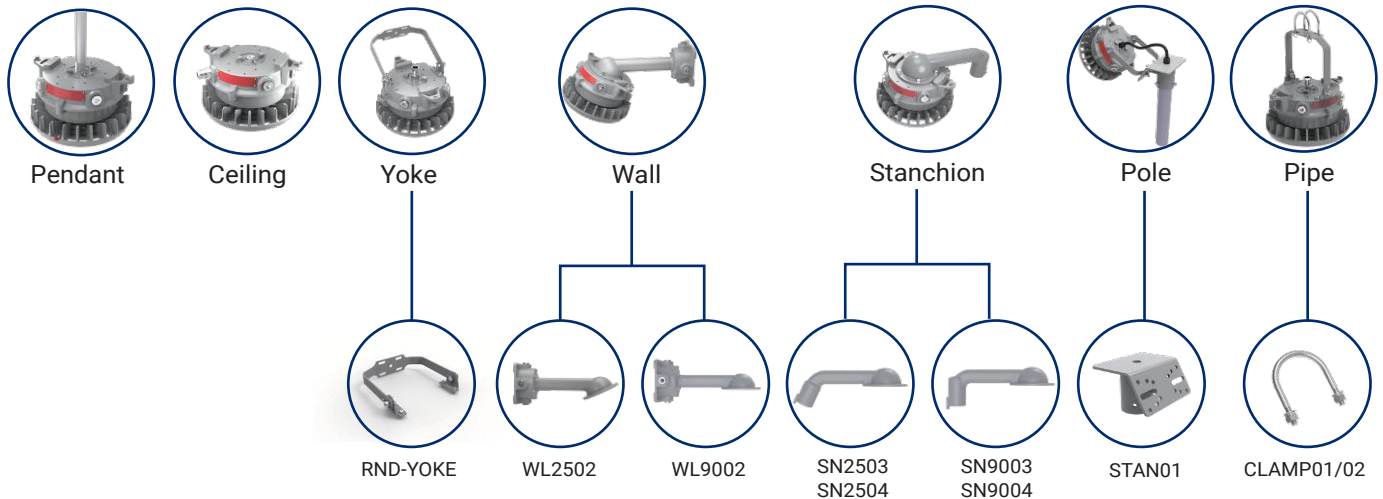 Pendant
Ceiling
Yoke
Wall
Stanchion
Pole
Pipe
RND-YOKE
WL2502
WL9002
SN2503
SN2504
SN9003
SN9004
STAN01
CLAMP01/02